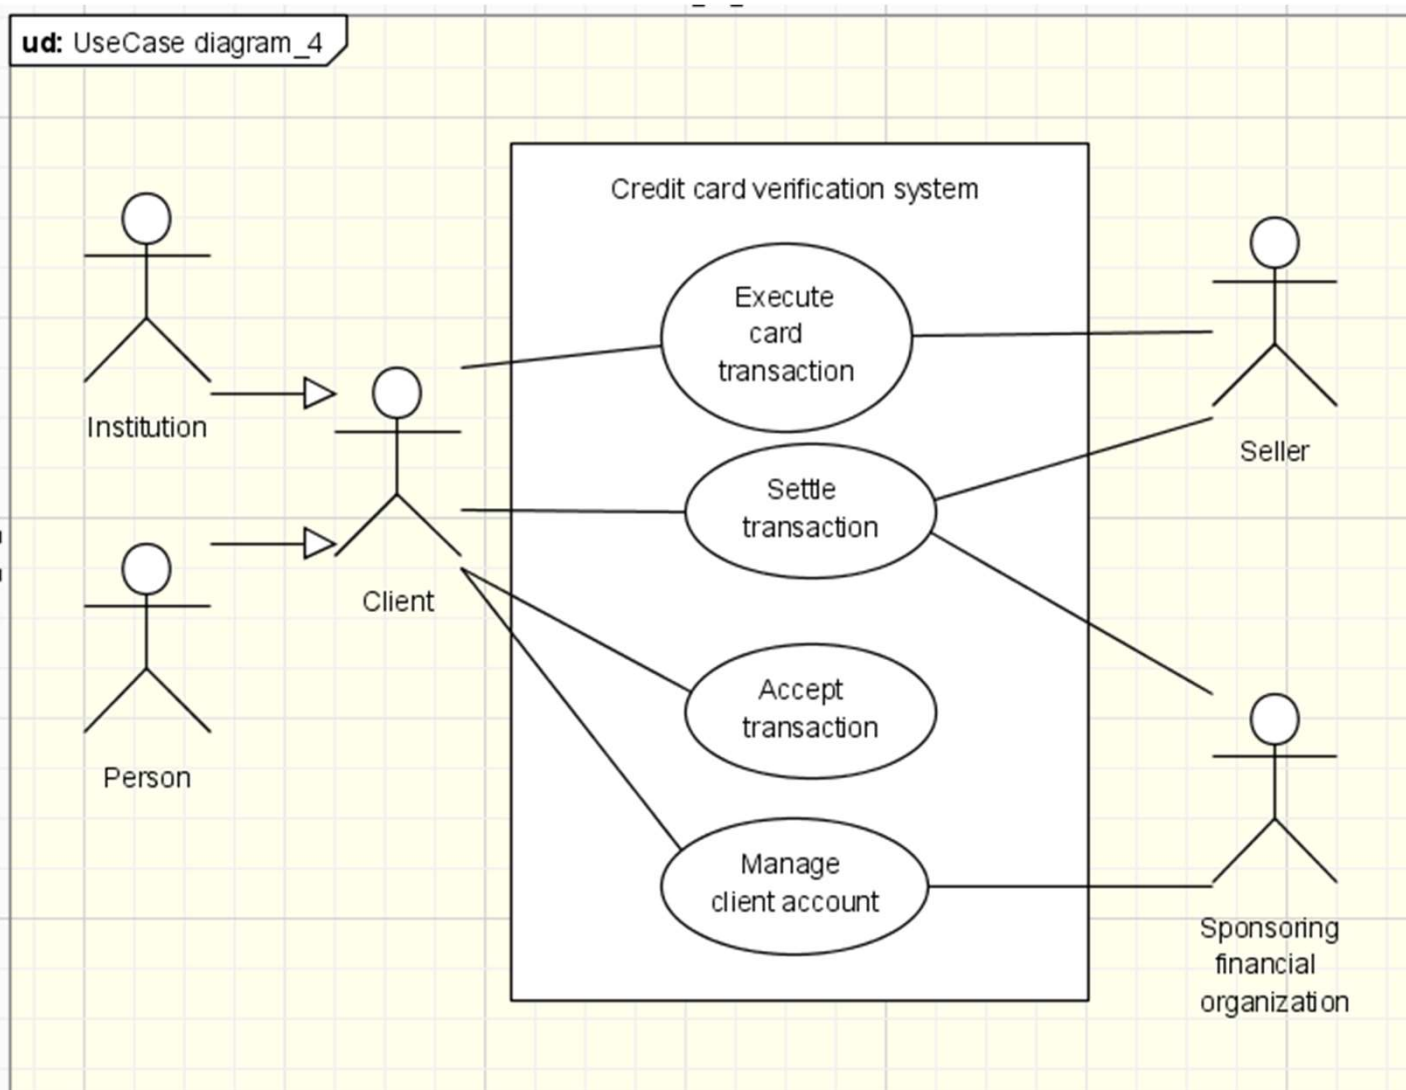 ud: UseCase diagram_4
Credit card verification system
Execute
card
transaction
Institution
Seller
Settle
transaction
Client
Accept
transaction
Person
Manage
client account
Sponsoring
financial
organization